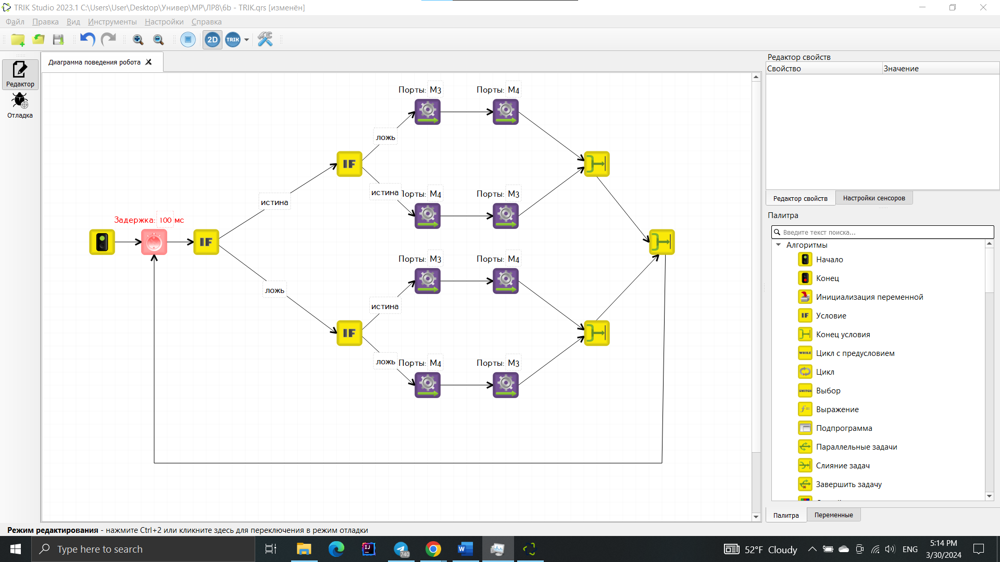 TRIK Studio 2023.1 C:\Users\User\Desktop\Универ\МР\ЛР8\6b - TRIK.qrs [изменён]
Файл Правка Вид Инструменты Настройки Справка
2D TRIK
Диаграмма поведения робота
Редактор
Отладка
Порты: M3 Порты: M4
ложь
IF
истина Порты: M4 Порты: M3
истина
Задержка: 100 мс
IF
Порты: M3 Порты: M4
ложь
истина
IF
ложь Порты: M4 Порты: M3
Редактор свойств
Свойство Значение
Редактор свойств Настройки сенсоров
Палитра
Введите текст поиска...
Алгоритмы
Начало
Конец
Инициализация переменной
IF Условие
Конец условия
WHILE Цикл с предусловием
Цикл
SWITCH Выбор
f= Выражение
Подпрограмма
Параллельные задачи
Слияние задач
Завершить задачу
Палитра Переменные
Режим редактирования - нажмите Ctrl+2 или кликните здесь для переключения в режим отладки
Type here to search
IJ
740
W
52°F Cloudy
ENG
5:14 PM
3/30/2024